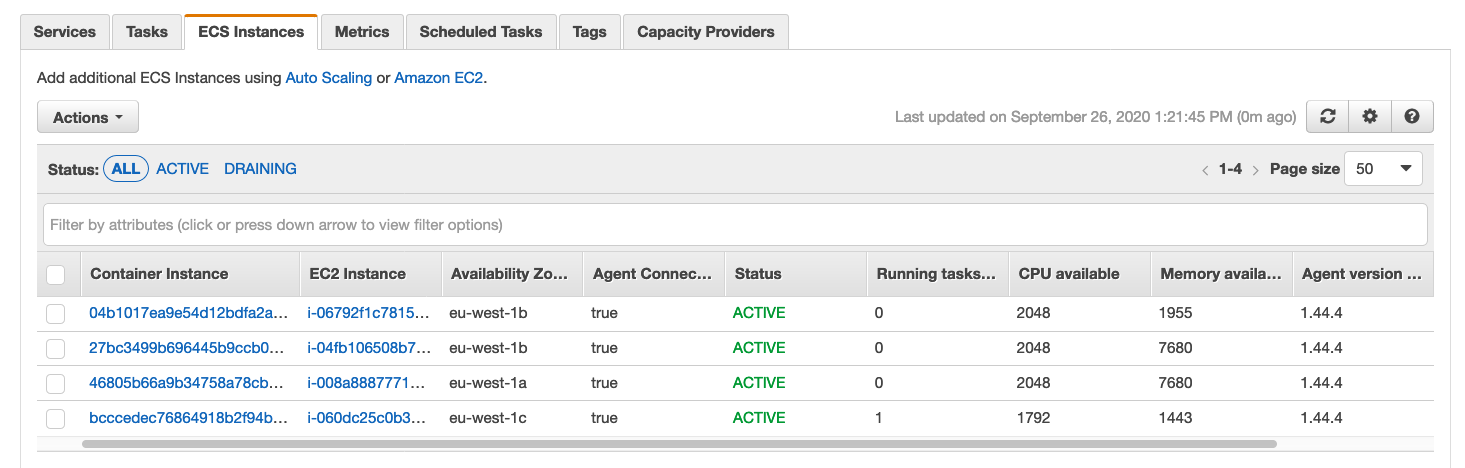 Services Tasks ECS Instances Metrics Scheduled Tasks Tags Capacity Providers
Add additional ECS Instances using Auto Scaling or Amazon EC2.
Actions Last updated on September 26, 2020 1:21:45 PM (0m ago)
Status: ALL ACTIVE DRAINING < 1-4 > Page size 50
Filter by attributes (click or press down arrow to view filter options)
Container Instance EC2 Instance Availability Zo... Agent Connec... Status Running tasks... CPU available Memory availa... Agent version ...
04b1017ea9e54d12bdfa2a... i-06792f1c7815... eu-west-1b true ACTIVE 0 2048 1955 1.44.4
27bc3499b696445b9ccb0... i-04fb106508b7... eu-west-1b true ACTIVE 0 2048 7680 1.44.4
46805b66a9b34758a78cb... i-008a8887771... eu-west-1a true ACTIVE 0 2048 7680 1.44.4
bcccedec76864918b2f94b... i-060dc25c0b3... eu-west-1c true ACTIVE 1 1792 1443 1.44.4